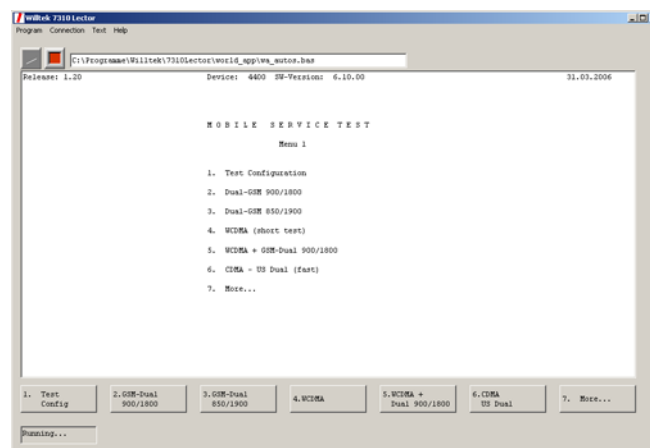 Willtek 7310 Lector
Program Connection Text Help
C:\Programme\Willtek\7310Lector\world_app\wa_autos.bas
Release: 1.20 Device: 4400 SW-Version: 6.10.00 31.03.2006
M O B I L E S E R V I C E T E S T
Menu 1
1. Test Configuration
2. Dual-GSM 900/1800
3. Dual-GSM 850/1900
4. WCDMA (short test)
5. WCDMA + GSM-Dual 900/1800
6. CDMA - US Dual (fast)
7. More...
1. Test Config
2.GSM-Dual 900/1800
3.GSM-Dual 850/1900
4.WCDMA
5.WCDMA + Dual 900/1800
6.CDMA US Dual
7. More...
Running...